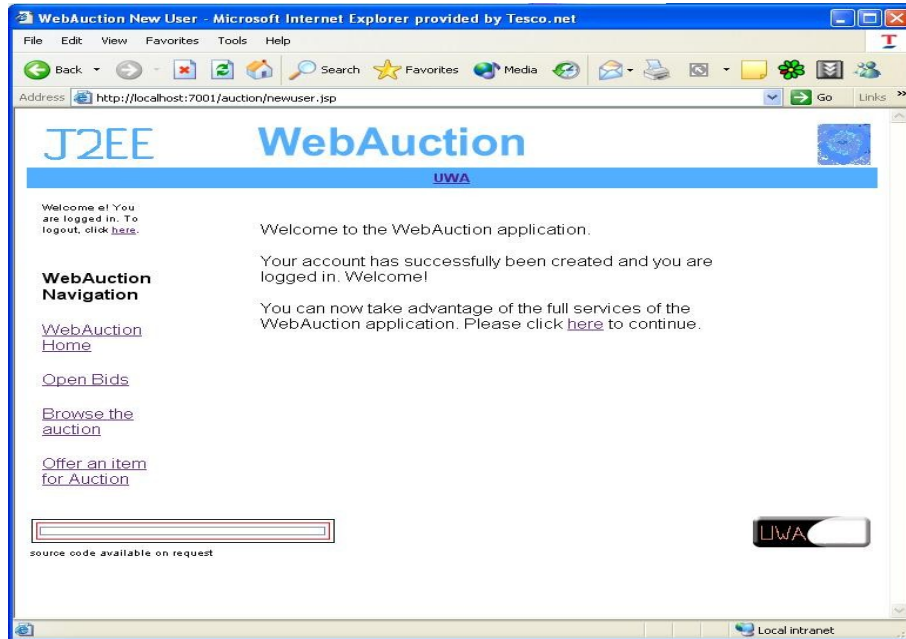 WebAuction New User - Microsoft Internet Explorer provided by Tesco.net
File Edit View Favorites Tools Help
Back Search Favorites Media
Address http://localhost:7001/auction/newuser.jsp Go Links »
J2EE WebAuction
UWA
Welcome e! You
are logged in. To
logout, click here.
Welcome to the WebAuction application.
Your account has successfully been created and you are
logged in. Welcome!
You can now take advantage of the full services of the
WebAuction application. Please click here to continue.
WebAuction
Navigation
WebAuction
Home
Open Bids
Browse the
auction
Offer an item
for Auction
source code available on request
UWA
Local intranet